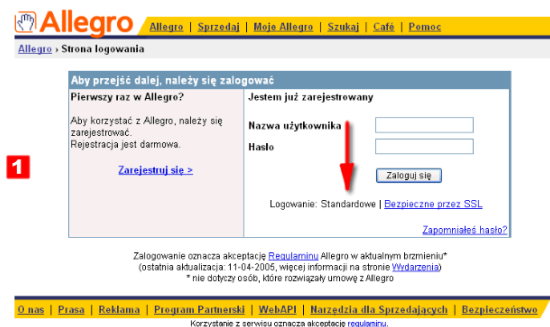 Allegro
Allegro | Sprzedaj | Moje Allegro | Szukaj | Café | Pomoc
Allegro › Strona logowania
Aby przejść dalej, należy się zalogować
Pierwszy raz w Allegro?
Aby korzystać z Allegro, należy się
zarejestrować.
Rejestracja jest darmowa.
Zarejestruj się >
Jestem już zarejestrowany
Nazwa użytkownika
Hasło
Zaloguj się
Logowanie: Standardowe | Bezpieczne przez SSL
Zapomniałeś hasło?
1
Zalogowanie oznacza akceptację Regulaminu Allegro w aktualnym brzmieniu*
(ostatnia aktualizacja: 11-04-2005, więcej informacji na stronie Wydarzenia)
* nie dotyczy osób, które rozwiązały umowę z Allegro
O nas | Prasa | Reklama | Program Partnerski | WebAPI | Narzędzia dla Sprzedających | Bezpieczeństwo
Korzystanie z serwisu oznacza akceptację regulaminu.